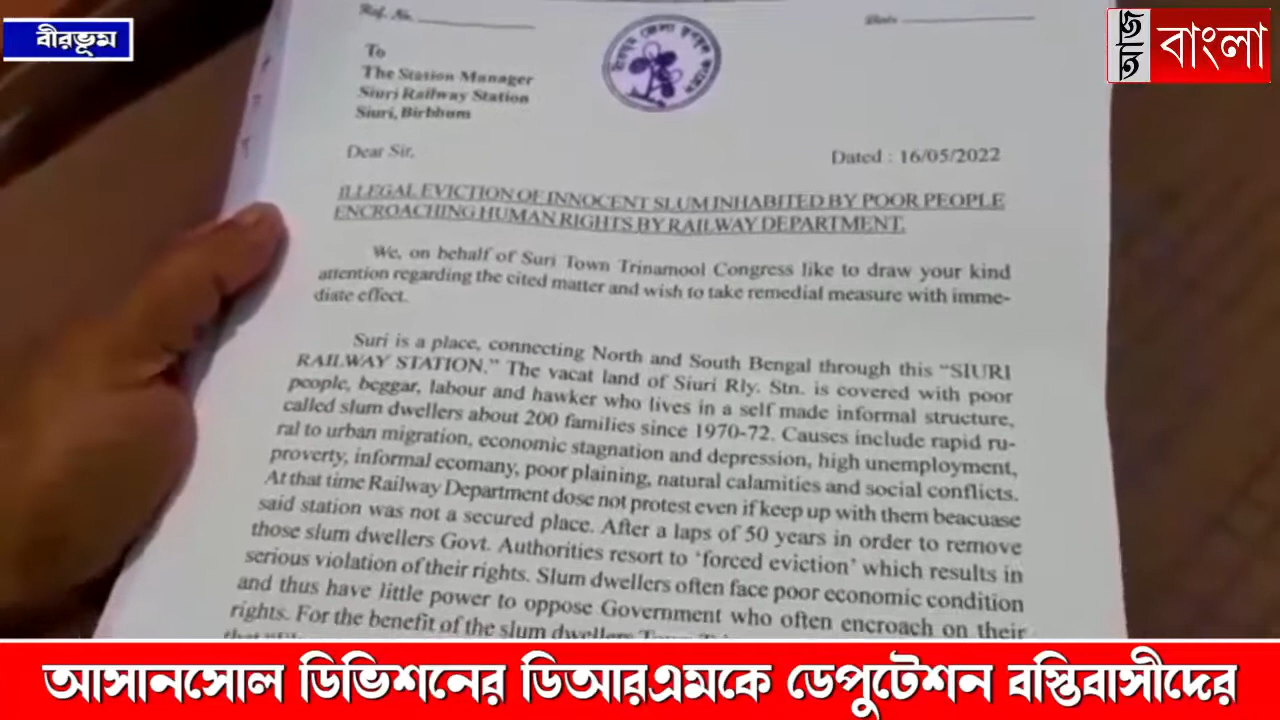 বীরভূম
আজ বাংলা
Ref. No.
Date
To
The Station Manager
Siuri Railway Station
Siuri, Birbhum
Dear Sir,
Dated : 16/05/2022
ILLEGAL EVICTION OF INNOCENT SLUM INHABITED BY POOR PEOPLE
ENCROACHING HUMAN RIGHTS BY RAILWAY DEPARTMENT.
We, on behalf of Suri Town Trinamool Congress like to draw your kind
attention regarding the cited matter and wish to take remedial measure with imme-
diate effect.
Suri is a place, connecting North and South Bengal through this “SIURI
RAILWAY STATION.” The vacat land of Siuri Rly. Stn. is covered with poor
people, beggar, labour and hawker who lives in a self made informal structure,
called slum dwellers about 200 families since 1970-72. Causes include rapid ru-
ral to urban migration, economic stagnation and depression, high unemployment,
proverty, informal ecomany, poor plaining, natural calamities and social conflicts.
At that time Railway Department dose not protest even if keep up with them beacuase
said station was not a secured place. After a laps of 50 years in order to remove
those slum dwellers Govt. Authorities resort to ‘forced eviction’ which results in
serious violation of their rights. Slum dwellers often face poor economic condition
and thus have little power to oppose Government who often encroach on their
rights. For the benefit of the slum dwellers Town
আসানসোল ডিভিশনের ডিআরএমকে ডেপুটেশন বস্তিবাসীদের